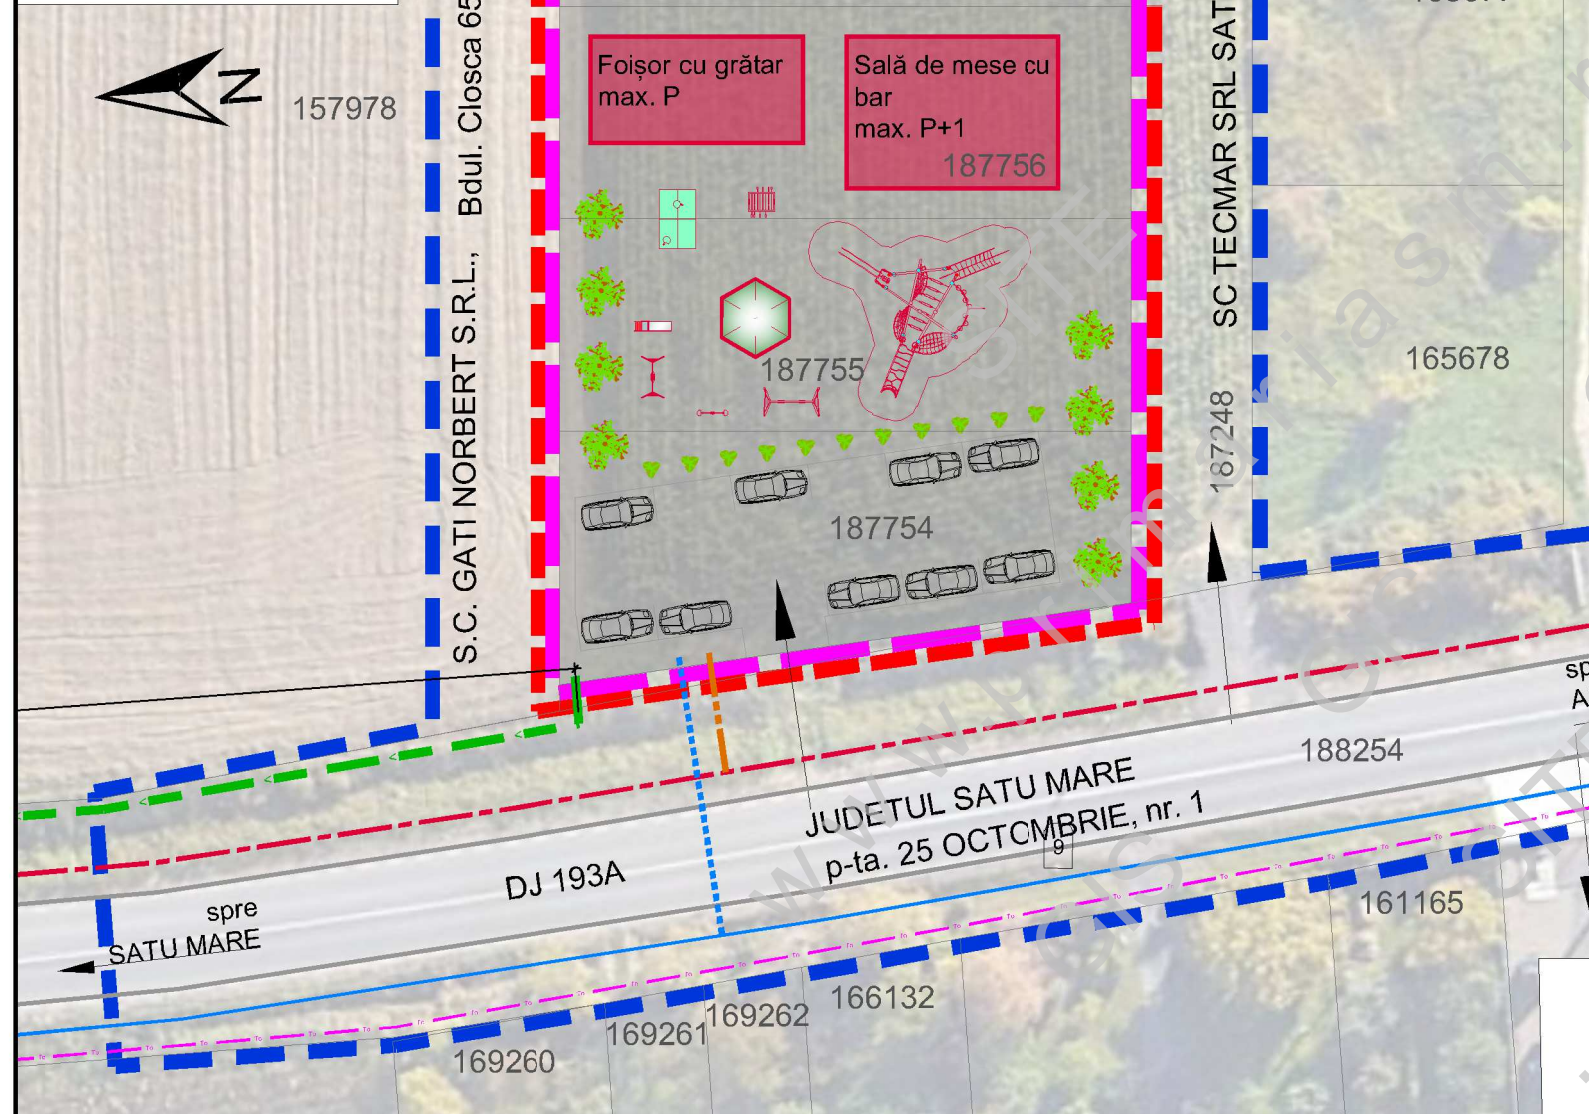 N
157978
S.C. GATI NORBERT S.R.L., Bdul. Closca 65
Foișor cu grătar
max. P
Sală de mese cu
bar
max. P+1
187756
187755
187754
SC TECMAR SRL SAT
187248
165678
188254
JUDETUL SATU MARE
p-ta. 25 OCTOMBRIE, nr. 1
9
DJ 193A
spre
SATU MARE
sp
A
161165
166132
169262
169261
169260